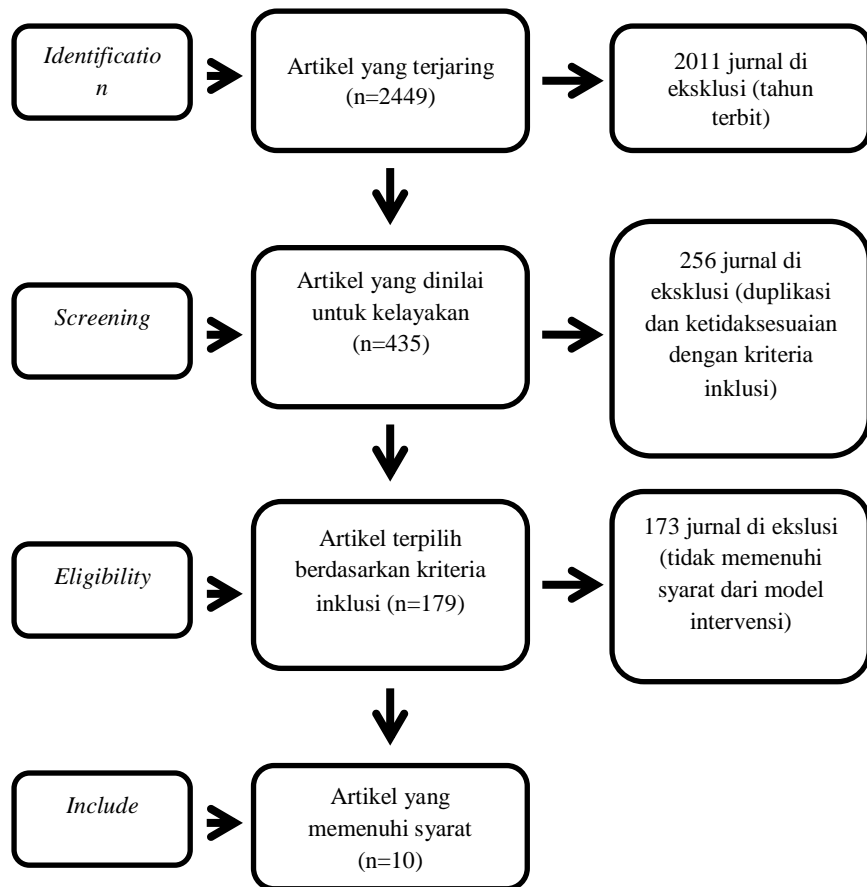 Identificatio
n
Artikel yang terjaring
(n=2449)
2011 jurnal di
eksklusi (tahun
terbit)
Screening
Artikel yang dinilai
untuk kelayakan
(n=435)
256 jurnal di
eksklusi (duplikasi
dan ketidaksesuaian
dengan kriteria
inklusi)
Eligibility
Artikel terpilih
berdasarkan kriteria
inklusi (n=179)
173 jurnal di ekslusi
(tidak memenuhi
syarat dari model
intervensi)
Include
Artikel yang
memenuhi syarat
(n=10)